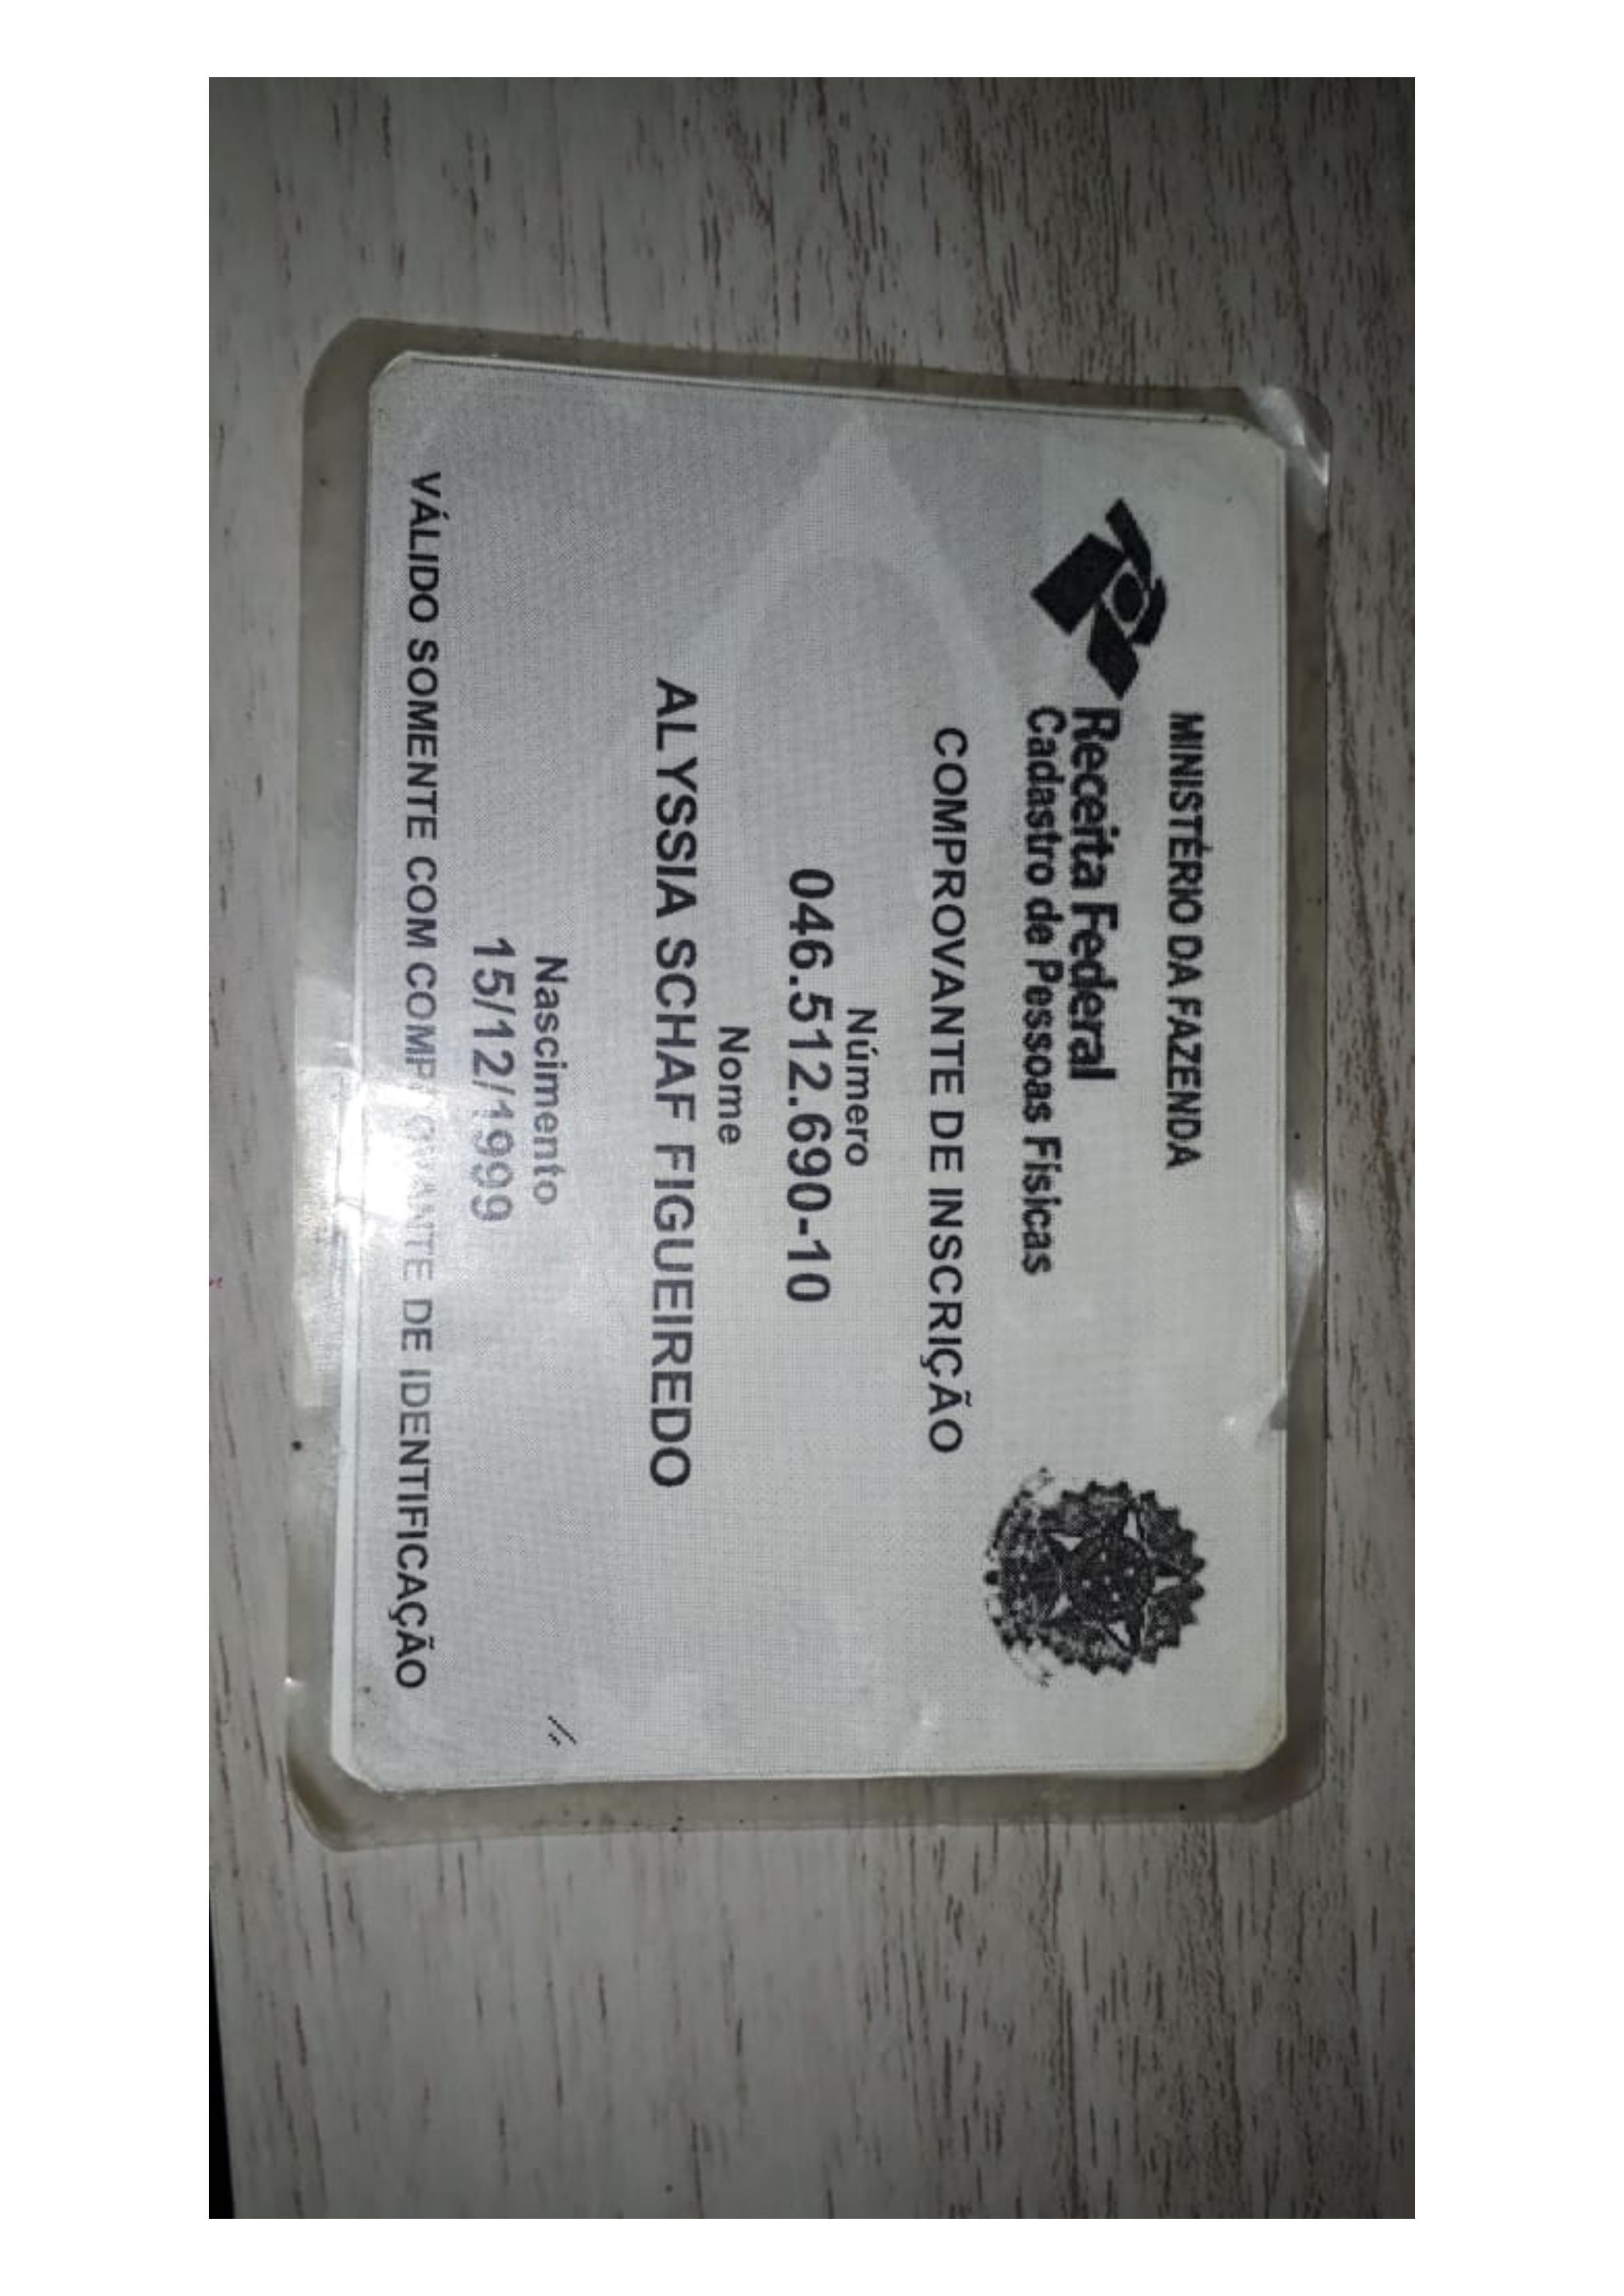 MINISTÉRIO DA FAZENDA
Receita Federal
Cadastro de Pessoas Físicas
COMPROVANTE DE INSCRIÇÃO
Número
046.512.690-10
Nome
ALYSSIA SCHAF FIGUEIREDO
Nascimento
15/12/1999
VÁLIDO SOMENTE COM COMPROVANTE DE IDENTIFICAÇÃO